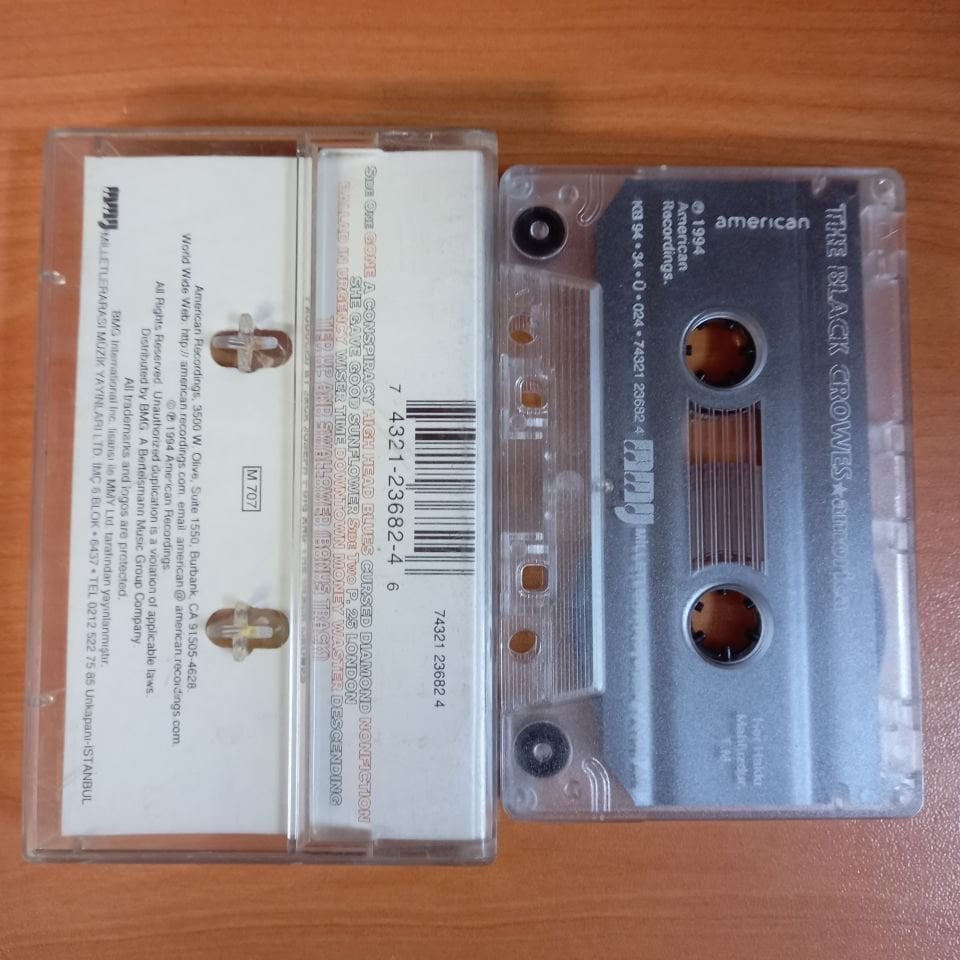 SIDE ONE GONE A CONSPIRACY HIGH HEAD BLUES CURSED DIAMOND NONFICTION
SHE GAVE GOOD SUNFLOWER SIDE TWO P. 25 LONDON
BALLAD IN URGENCY WISER TIME DOWNTOWN MONEY WASTER DESCENDING
TIED UP AND SWALLOWED (BONUS TRACK)
74321 23682 4
7 4321-23682-4 6
M 707
American Recordings, 3500 W. Olive, Suite 1550, Burbank, CA 91505-4628.
World Wide Web: http:// american.recordings.com email american@ american.recordings.com.
© ℗ 1994 American Recordings.
All Rights Reserved. Unauthorized duplication is a violation of applicable laws.
Distributed by BMG. A Bertelsmann Music Group Company
All trademarks and logos are protected.
BMG International Inc. lisansı ile MMY Ltd. tarafından yayınlanmıştır.
mmy MİLLETLERARASI MÜZİK YAYINLARI LTD. İMÇ 6 BLOK • 6437 • TEL 0212 522 75 85 Unkapanı-İSTANBUL
THE BLACK CROWES★amorica.
american
℗ 1994
American
Recordings.
KB 94 • 34 • Ü • 024 • 74321 23682 4
mmy